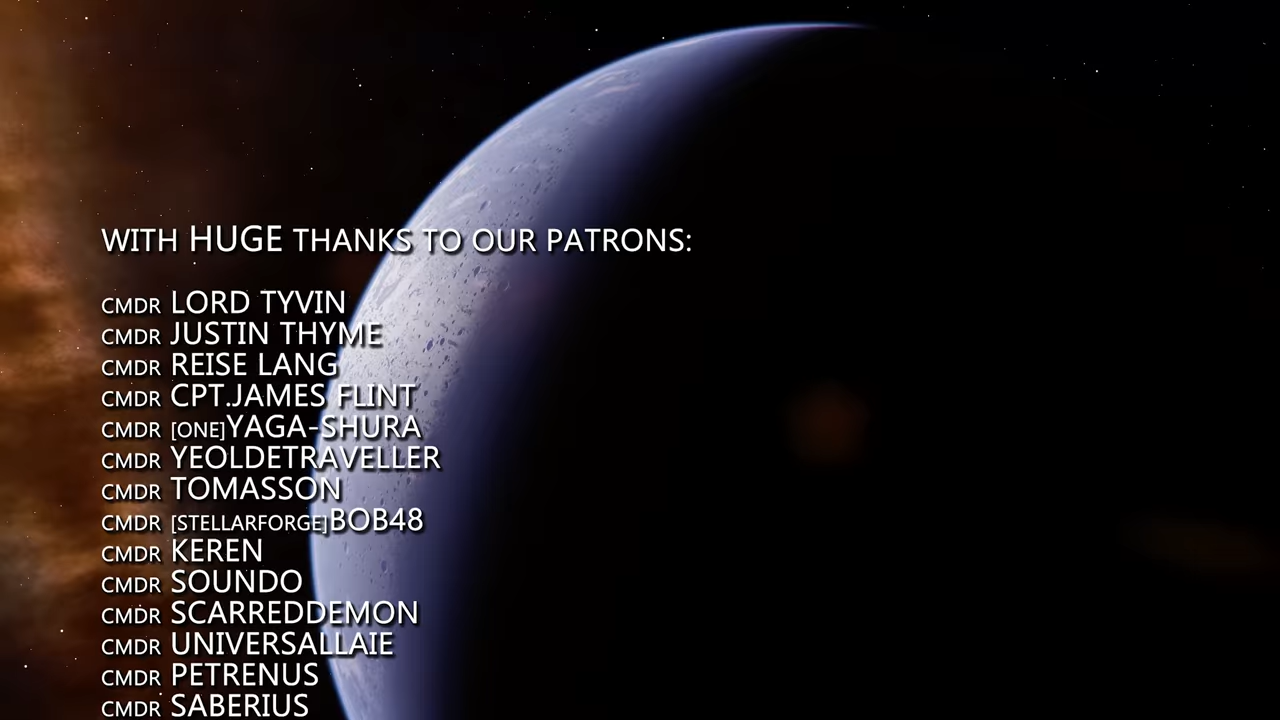 WITH HUGE THANKS TO OUR PATRONS:
CMDR LORD TYVIN
CMDR JUSTIN THYME
CMDR REISE LANG
CMDR CPT.JAMES FLINT
CMDR [ONE]YAGA-SHURA
CMDR YEOLDETRAVELLER
CMDR TOMASSON
CMDR [STELLARFORGE]BOB48
CMDR KEREN
CMDR SOUNDO
CMDR SCARREDDEMON
CMDR UNIVERSALLAIE
CMDR PETRENUS
CMDR SABERIUS